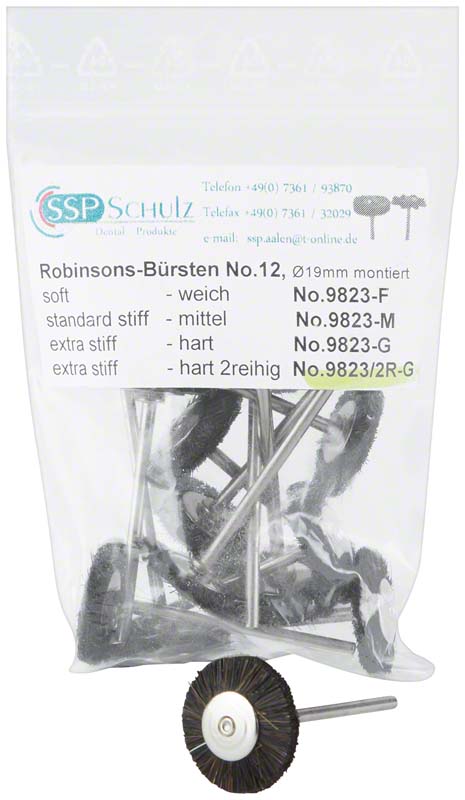 SSP SCHULZ
Dental Produkte
Telefon +49(0) 7361 / 93870
Telefax +49(0) 7361 / 32029
e-mail: ssp.aalen@t-online.de
Robinsons-Bürsten No.12, Ø19mm montiert
soft - weich No.9823-F
standard stiff - mittel No.9823-M
extra stiff - hart No.9823-G
extra stiff - hart 2reihig No.9823/2R-G